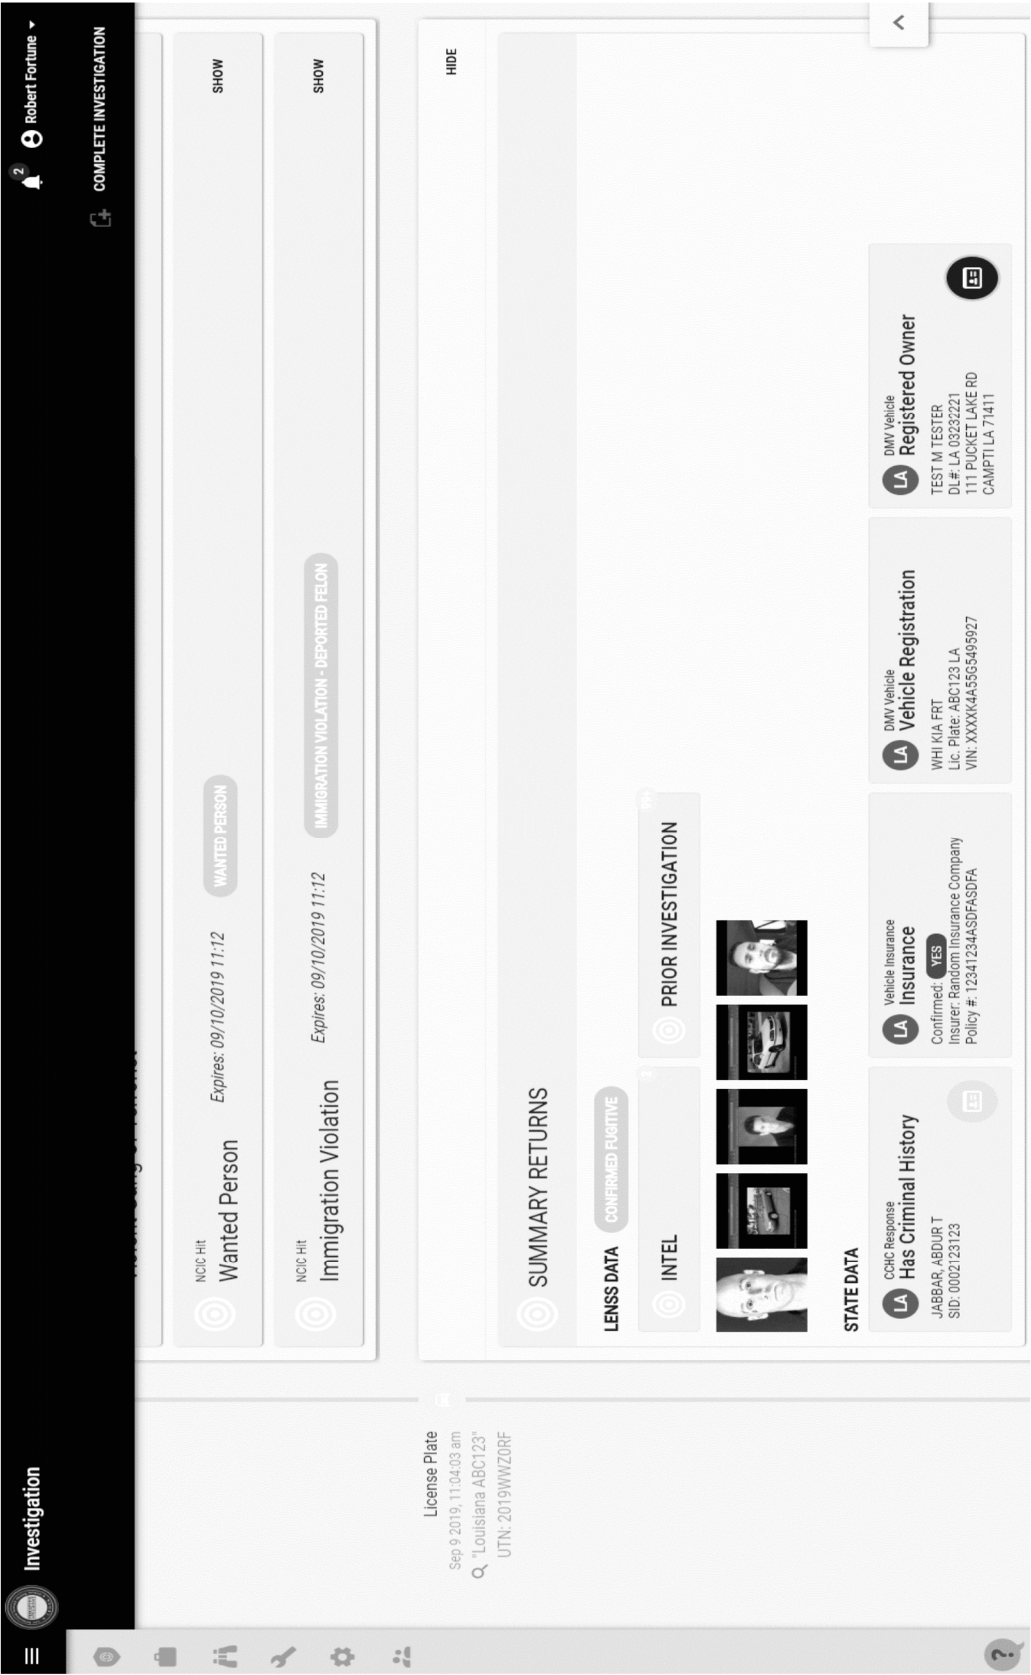 Investigation
2
Robert Fortune
COMPLETE INVESTIGATION
NCIC Hit
Wanted Person
Expires: 09/10/2019 11:12
WANTED PERSON
SHOW
NCIC Hit
Immigration Violation
Expires: 09/10/2019 11:12
IMMIGRATION VIOLATION - DEPORTED FELON
SHOW
License Plate
Sep 9 2019, 11:04:03 am
"Louisiana ABC123"
UTN: 2019WWZ0RF
HIDE
SUMMARY RETURNS
LENSS DATA
CONFIRMED FUGITIVE
INTEL
PRIOR INVESTIGATION
STATE DATA
LA
CCHC Response
Has Criminal History
JABBAR, ABDUR T
SID: 0002123123
LA
Vehicle Insurance
Insurance
Confirmed: YES
Insurer: Random Insurance Company
Policy #: 12341234ASDFASDFA
LA
DMV Vehicle
Vehicle Registration
WHI KIA FRT
Lic. Plate: ABC123 LA
VIN: XXXXK4A55G5495927
LA
DMV Vehicle
Registered Owner
TEST M TESTER
DL#: LA 03232221
111 PUCKET LAKE RD
CAMPTI LA 71411
?